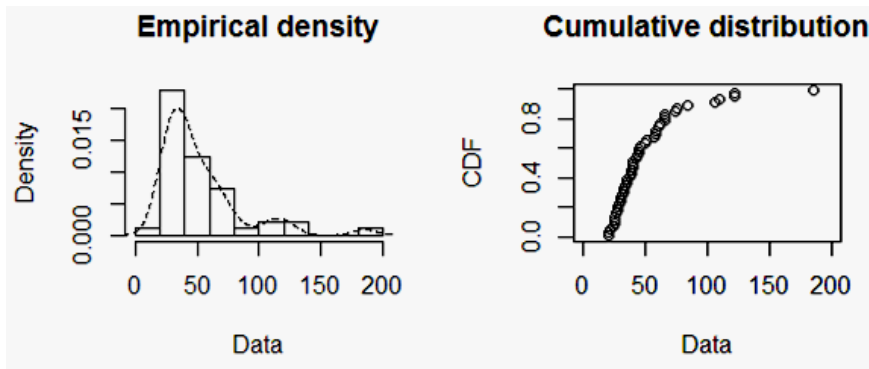 Empirical density
Density
0.000
0.015
0
50
100
150
200
Data
Cumulative distribution
CDF
0.0
0.4
0.8
0
50
100
150
200
Data